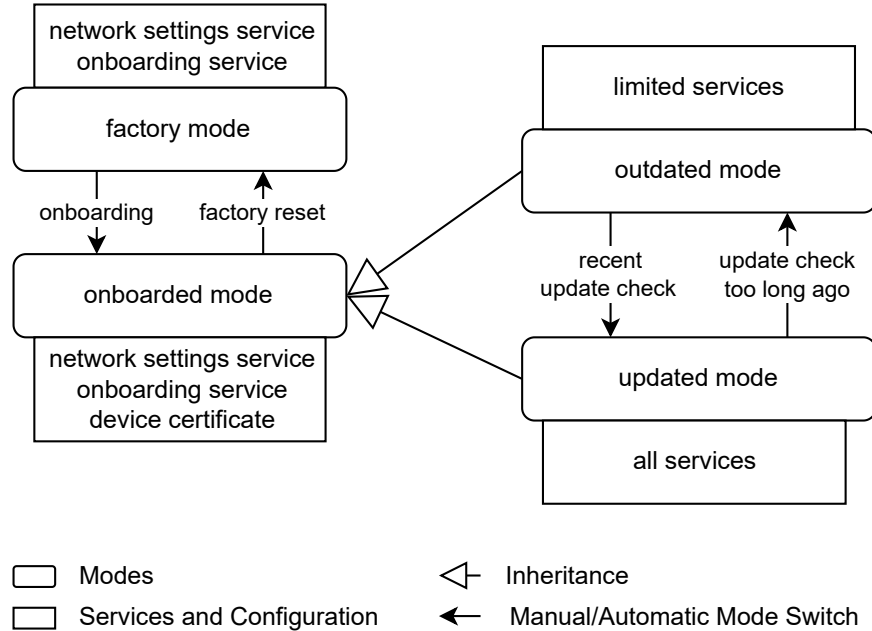 network settings service
onboarding service
factory mode
onboarding
factory reset
onboarded mode
network settings service
onboarding service
device certificate
limited services
outdated mode
recent
update check
update check
too long ago
updated mode
all services
Modes
Inheritance
Services and Configuration
Manual/Automatic Mode Switch